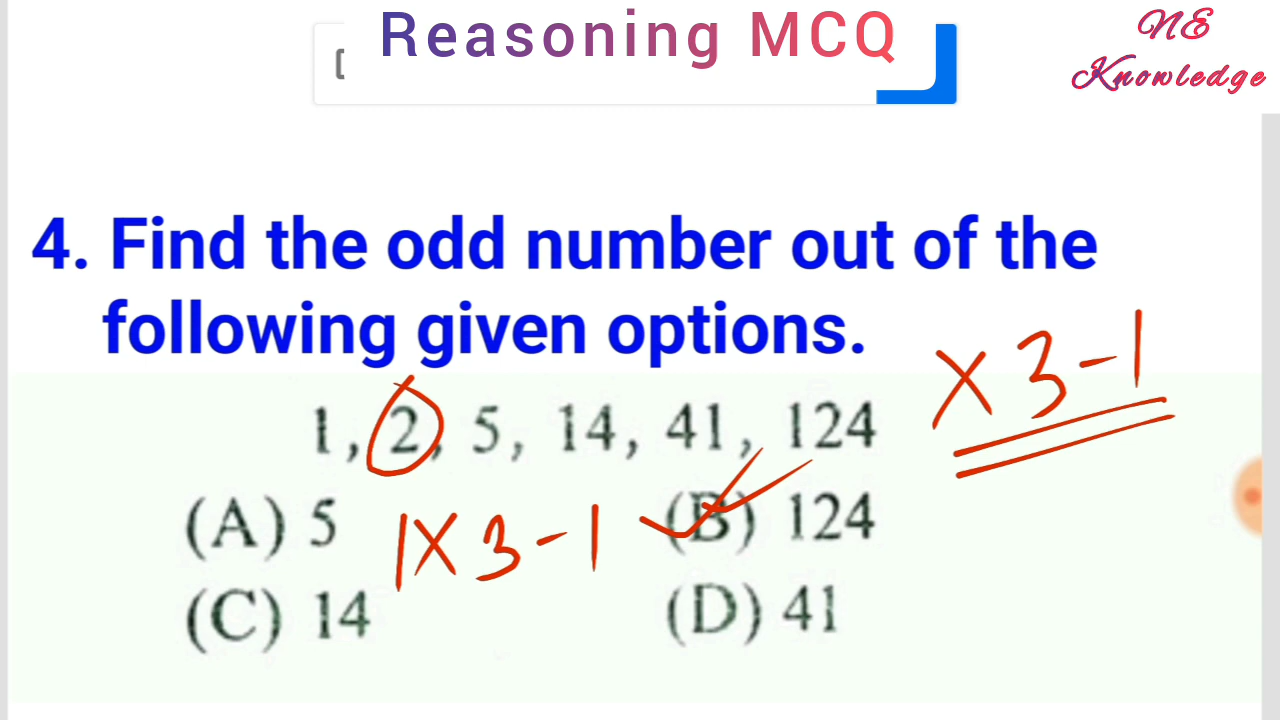 Reasoning MCQ
NE
Knowledge
4. Find the odd number out of the
following given options.
× 3 - 1
1, 2, 5, 14, 41, 124
(A) 5
1 × 3 - 1
(B) 124
(C) 14
(D) 41